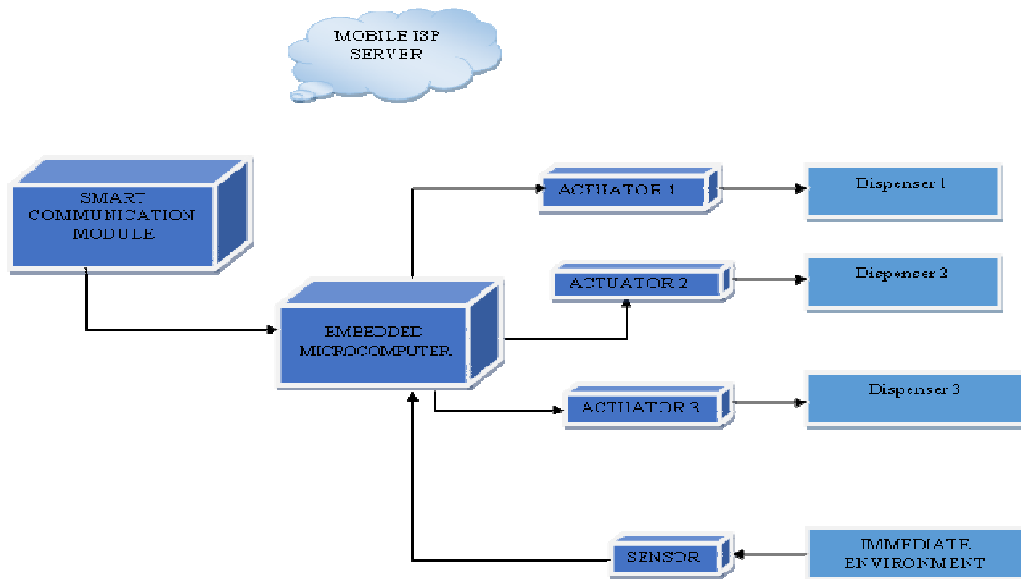 MOBILE ISP
SERVER
SMART
COMMUNICATION
MODULE
ACTUATOR 1
Dispenser 1
ACTUATOR 2
Dispenser 2
EMBEDDED
MICROCOMPUTER
ACTUATOR 3
Dispenser 3
SENSOR
IMMEDIATE
ENVIRONMENT